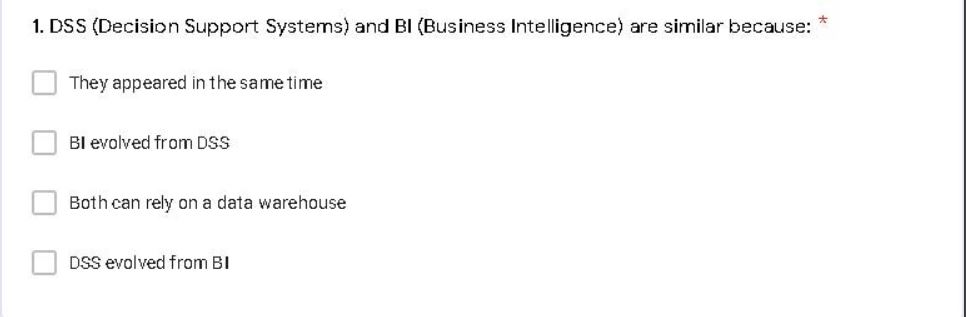 1. DSS (Decision Support Systems) and BI (Business Intelligence) are similar because: *
They appeared in the same time
BI evolved from DSS
Both can rely on a data warehouse
DSS evolved from BI